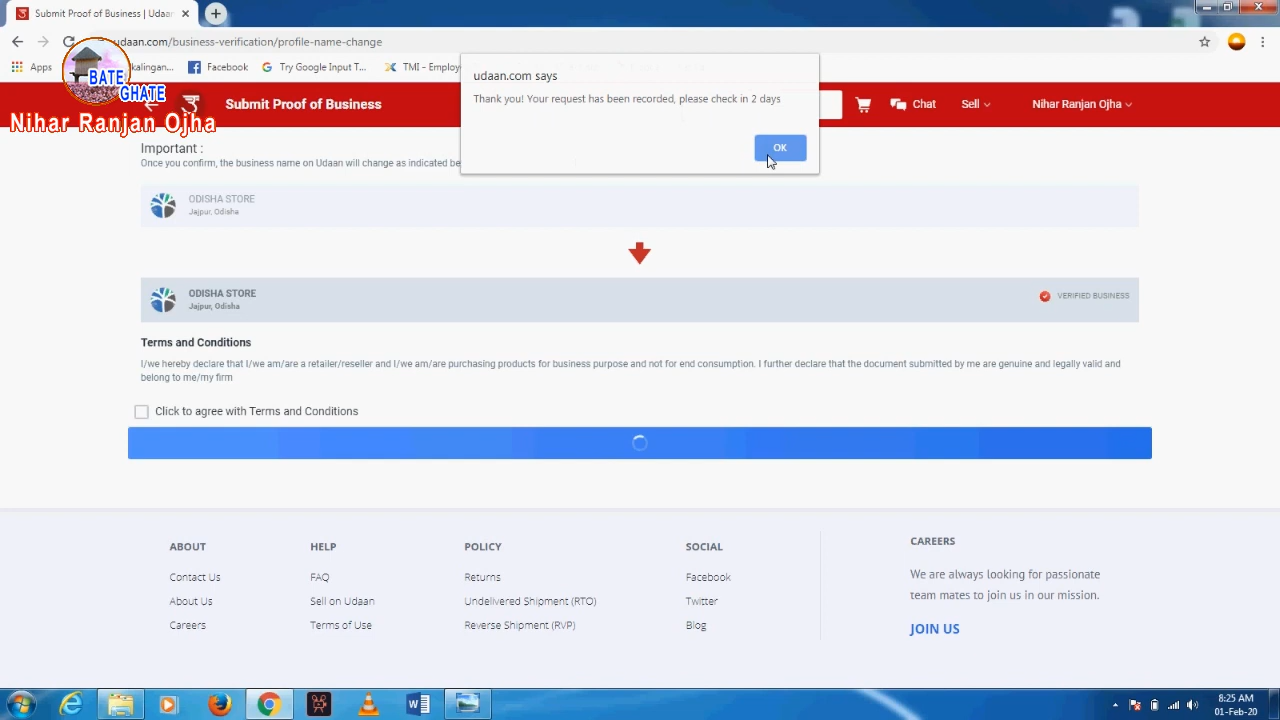 Submit Proof of Business | Udaan
udaan.com/business-verification/profile-name-change
Apps
kalingan...
Facebook
Try Google Input T...
TMI - Employ
BATE
GHATE
Nihar Ranjan Ojha
Submit Proof of Business
Chat
Sell
Nihar Ranjan Ojha
udaan.com says
Thank you! Your request has been recorded, please check in 2 days
OK
Important :
Once you confirm, the business name on Udaan will change as indicated be
ODISHA STORE
Jajpur, Odisha
ODISHA STORE
Jajpur, Odisha
VERIFIED BUSINESS
Terms and Conditions
I/we hereby declare that I/we am/are a retailer/reseller and I/we am/are purchasing products for business purpose and not for end consumption. I further declare that the document submitted by me are genuine and legally valid and
belong to me/my firm
Click to agree with Terms and Conditions
ABOUT
Contact Us
About Us
Careers
HELP
FAQ
Sell on Udaan
Terms of Use
POLICY
Returns
Undelivered Shipment (RTO)
Reverse Shipment (RVP)
SOCIAL
Facebook
Twitter
Blog
CAREERS
We are always looking for passionate
team mates to join us in our mission.
JOIN US
8:25 AM
01-Feb-20